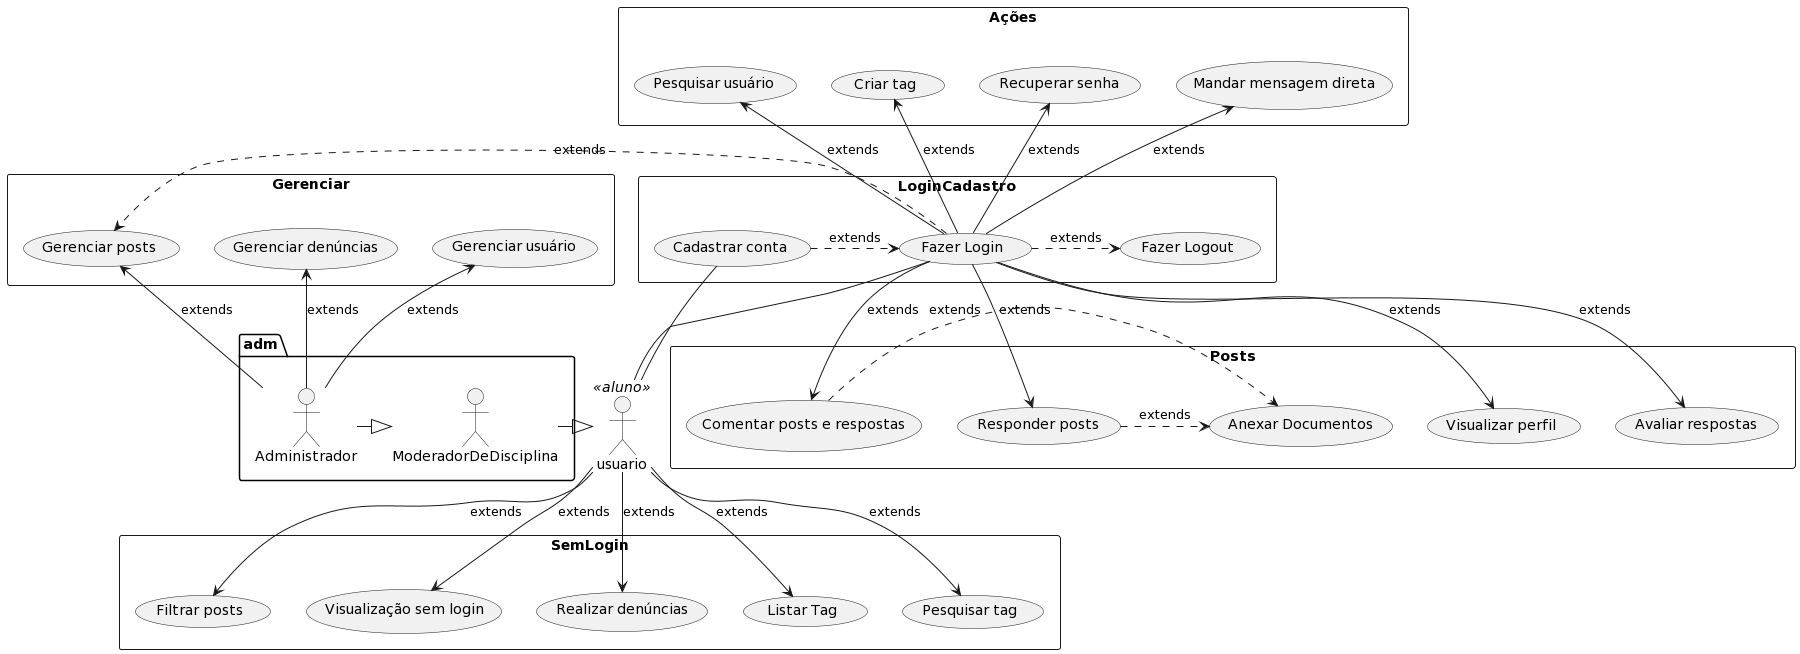 Ações
Pesquisar usuário
Criar tag
Recuperar senha
Mandar mensagem direta
extends
extends
extends
extends
extends
Gerenciar
Gerenciar posts
Gerenciar denúncias
Gerenciar usuário
LoginCadastro
Cadastrar conta
extends
Fazer Login
extends
Fazer Logout
extends
extends
extends
extends
extends
extends
extends
extends
adm
Administrador
ModeradorDeDisciplina
«aluno»
usuario
Posts
Comentar posts e respostas
Responder posts
extends
Anexar Documentos
Visualizar perfil
Avaliar respostas
extends
extends
extends
extends
extends
SemLogin
Filtrar posts
Visualização sem login
Realizar denúncias
Listar Tag
Pesquisar tag